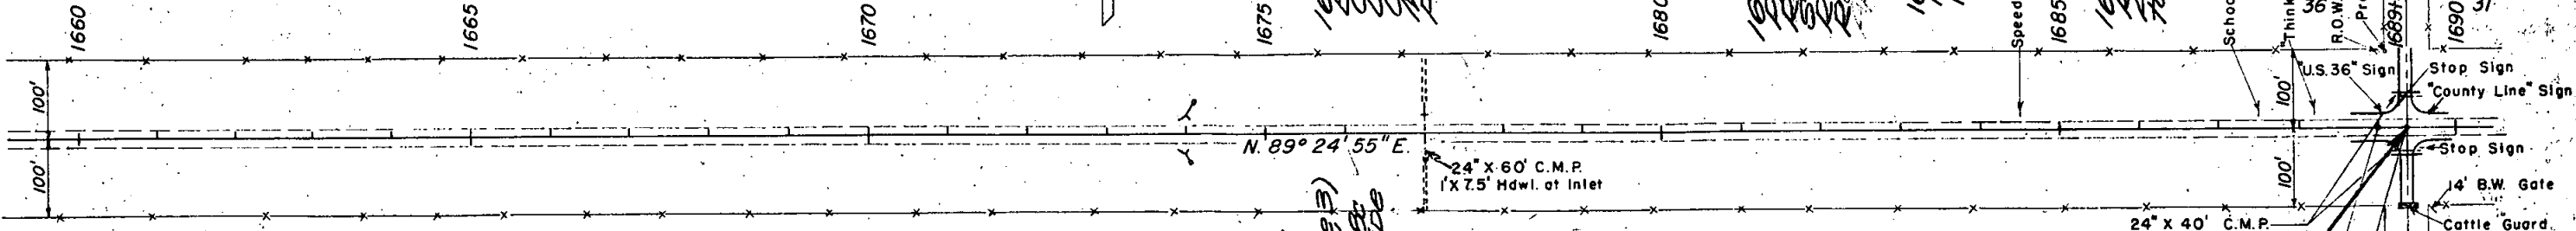 1660
1665
1670
1675
1680
1685
1690
36
31
Speed
"Think
R.O.W.
"U.S. 36" Sign
Stop Sign
"County Line" Sign
100'
100'
100'
100'
N. 89° 24' 55" E.
24" X 60' C.M.P.
1' X 7.5' Hdwl. at Inlet
Stop Sign
14' B.W. Gate
24" X 40' C.M.P.
Cattle Guard